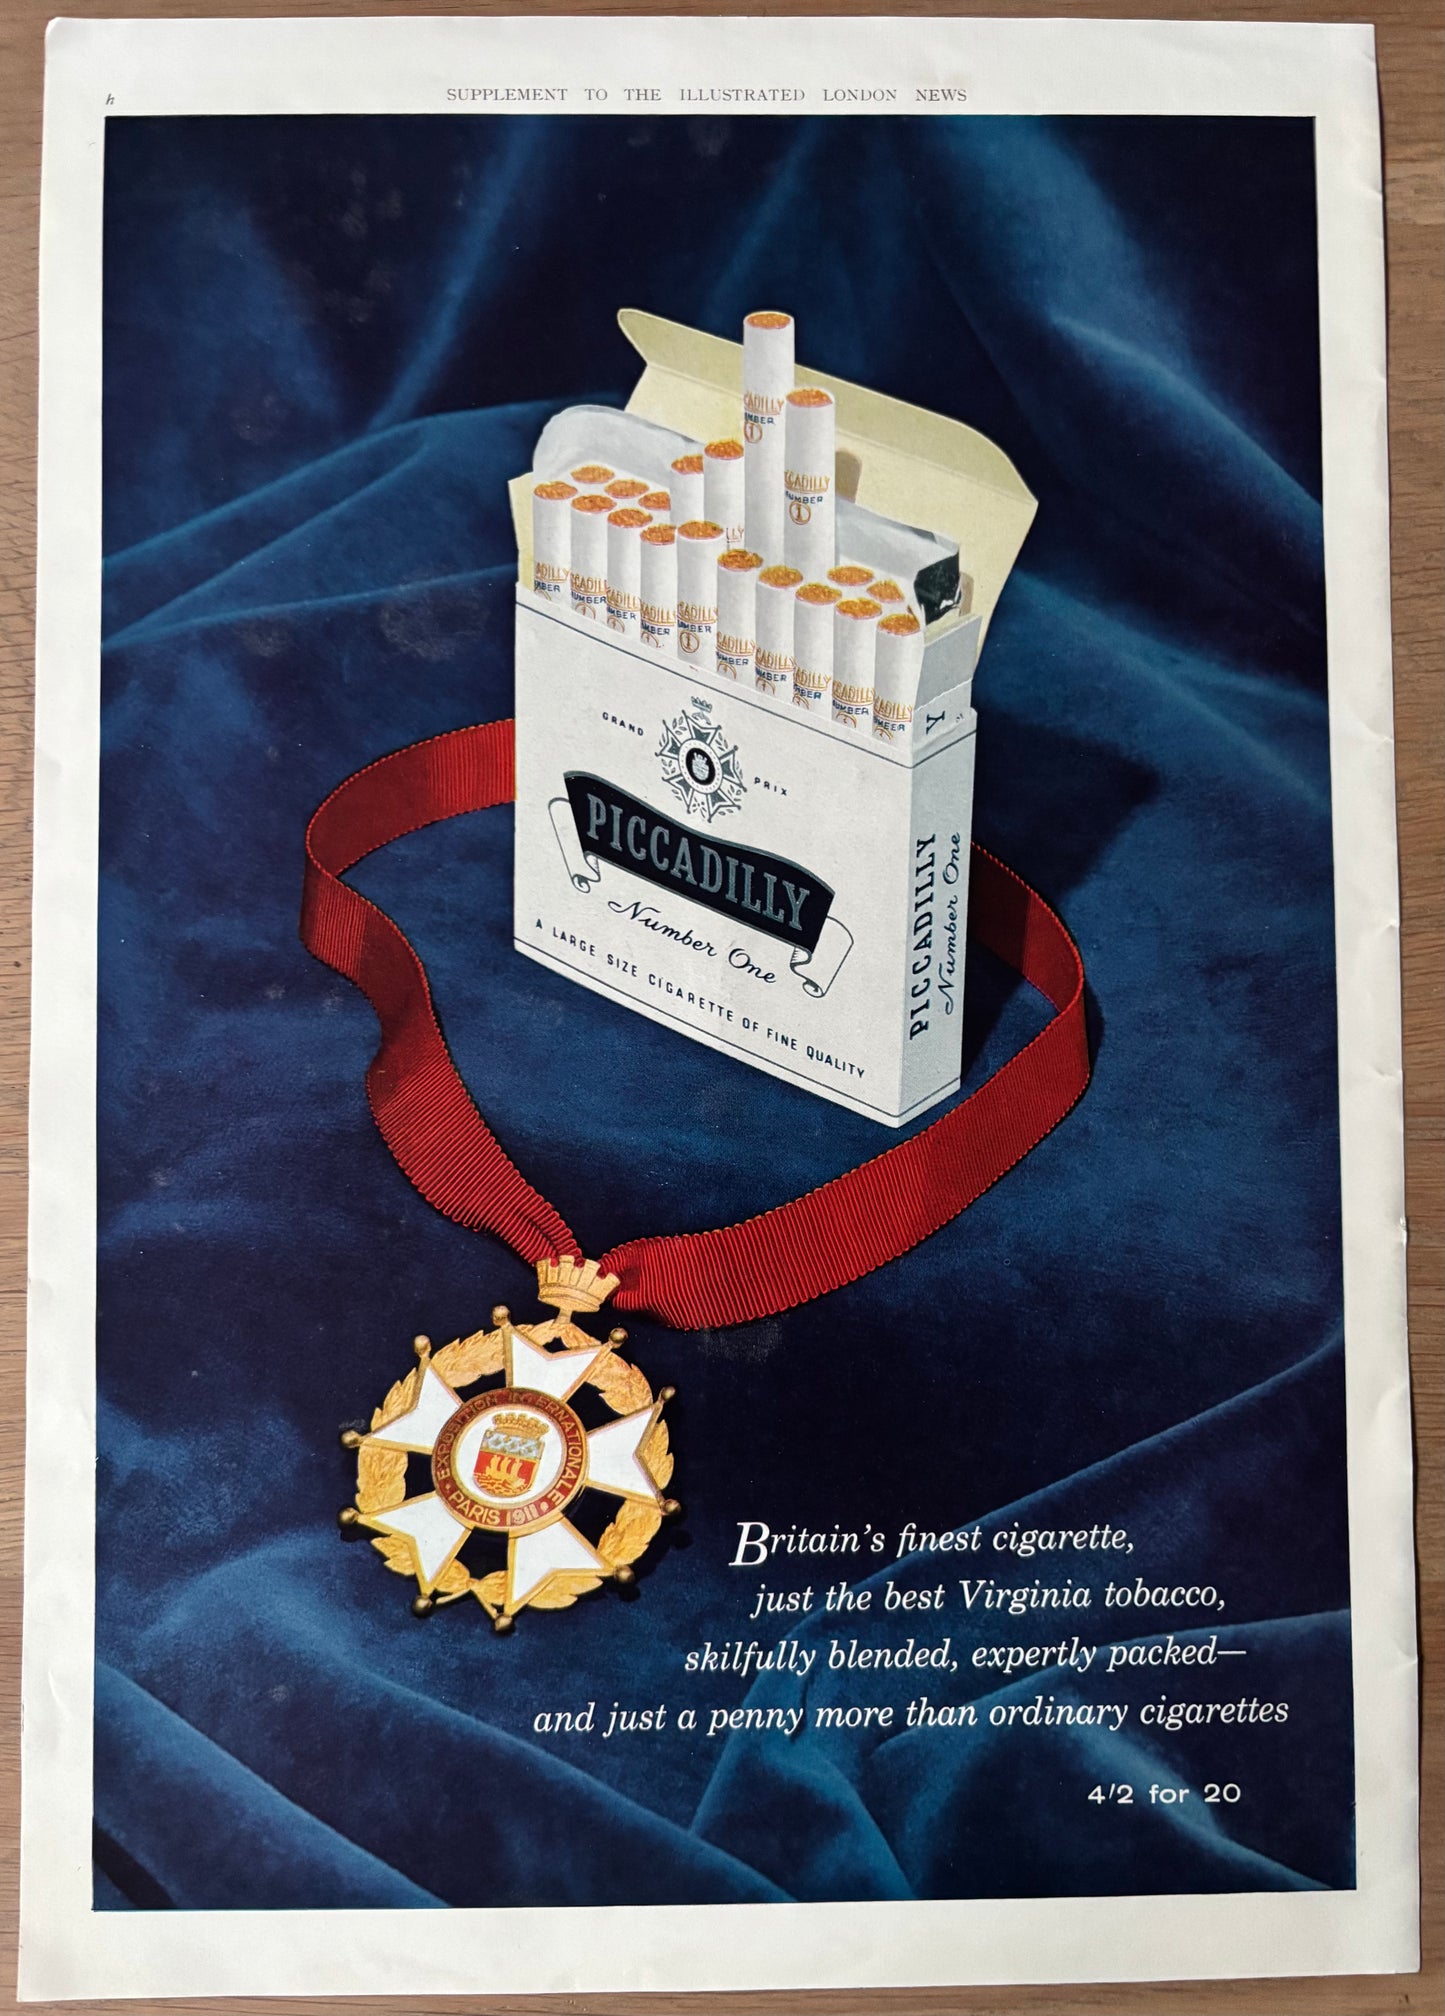 h
SUPPLEMENT TO THE ILLUSTRATED LONDON NEWS
GRAND PRIX
PICCADILLY
Number One
A LARGE SIZE CIGARETTE OF FINE QUALITY
PICCADILLY
Number One
EXPOSITION INTERNATIONALE
• PARIS 1911 •
Britain's finest cigarette,
just the best Virginia tobacco,
skilfully blended, expertly packed—
and just a penny more than ordinary cigarettes
4/2 for 20